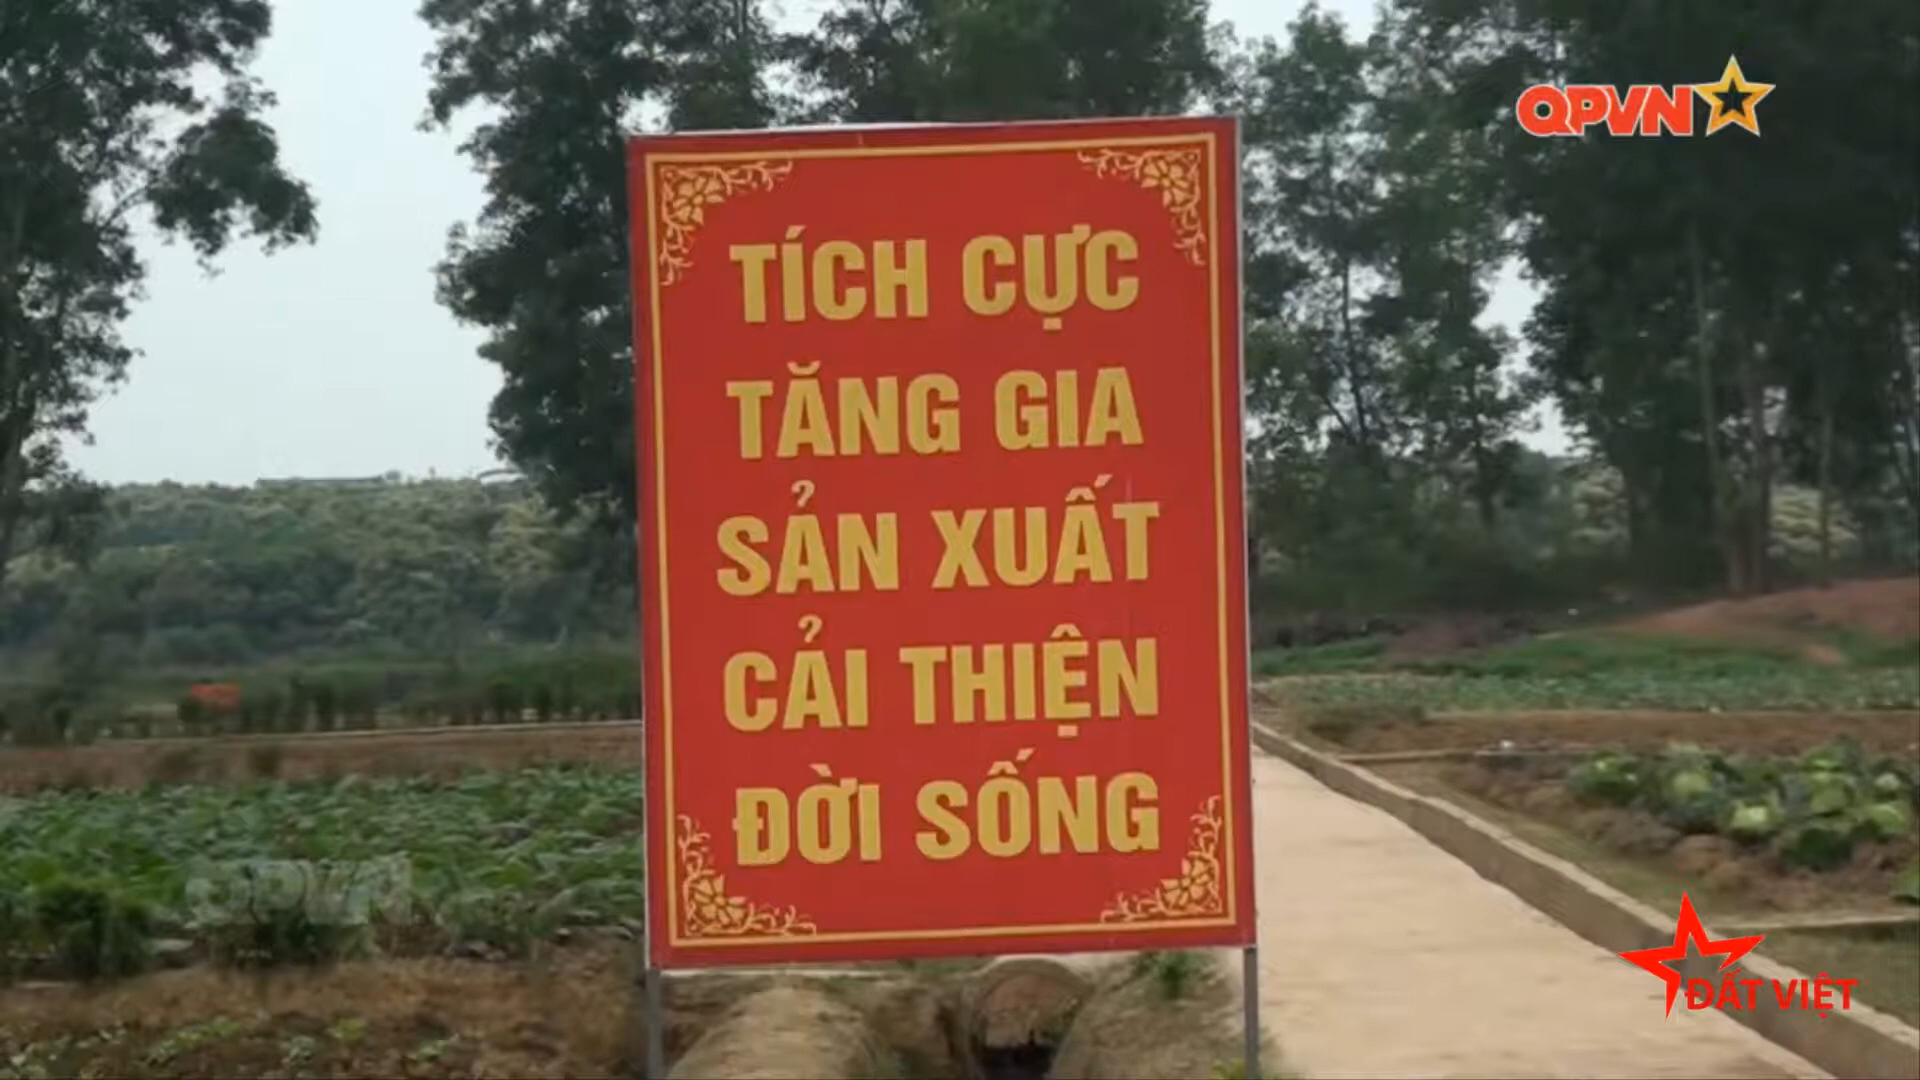 QPVN
TÍCH CỰC
TĂNG GIA
SẢN XUẤT
CẢI THIỆN
ĐỜI SỐNG
ĐẤT VIỆT